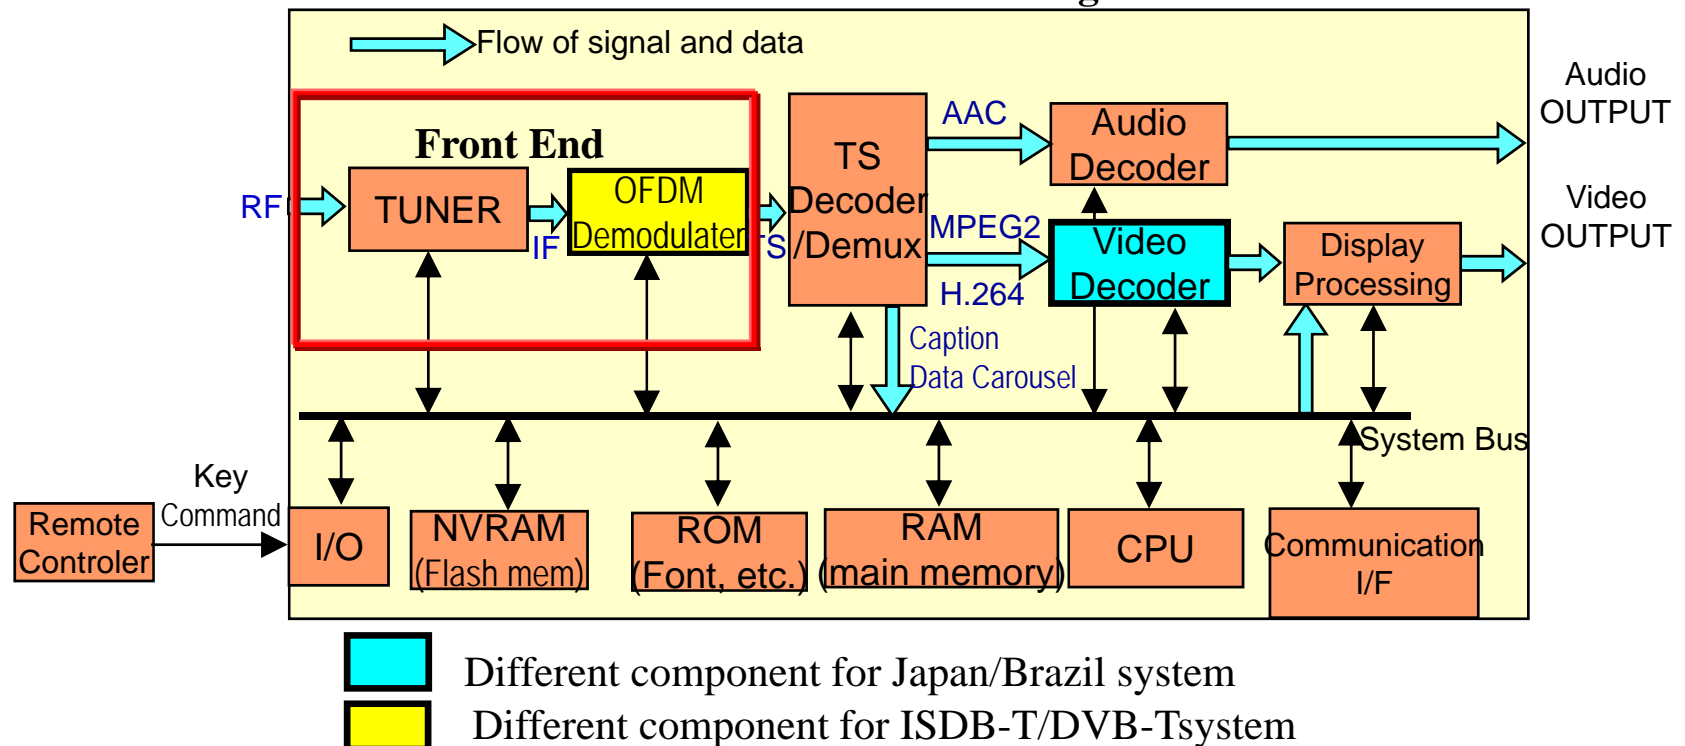 Flow of signal and data
Audio
OUTPUT
Video
OUTPUT
Front End
RF
TUNER
IF
OFDM
Demodulater
TS
TS
Decoder
/Demux
AAC
MPEG2
H.264
Audio
Decoder
Video
Decoder
Display
Processing
Caption
Data Carousel
System Bus
Key
Command
Remote
Controler
I/O
NVRAM
(Flash mem)
ROM
(Font, etc.)
RAM
(main memory)
CPU
Communication
I/F
Different component for Japan/Brazil system
Different component for ISDB-T/DVB-Tsystem